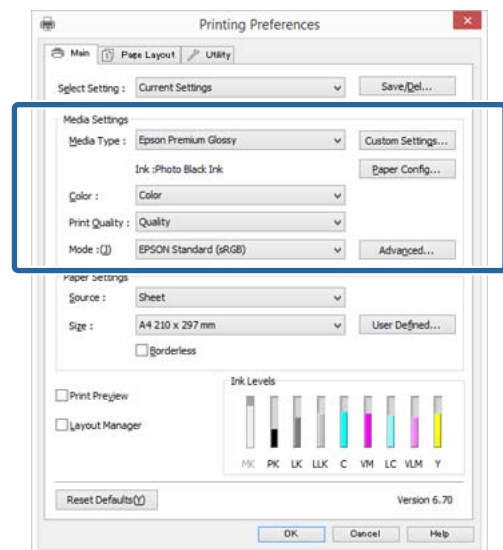 Printing Preferences
Main Page Layout Utility
Select Setting : Current Settings Save/Del...
Media Settings
Media Type : Epson Premium Glossy Custom Settings...
Ink :Photo Black Ink Paper Config...
Color : Color
Print Quality : Quality
Mode :(J) EPSON Standard (sRGB) Advanced...
Paper Settings
Source : Sheet
Size : A4 210 x 297 mm User Defined...
Borderless
Ink Levels
Print Preview
Layout Manager
MK PK LK LLK C VM LC VLM Y
Reset Defaults(Y) Version 6.70
OK Cancel Help